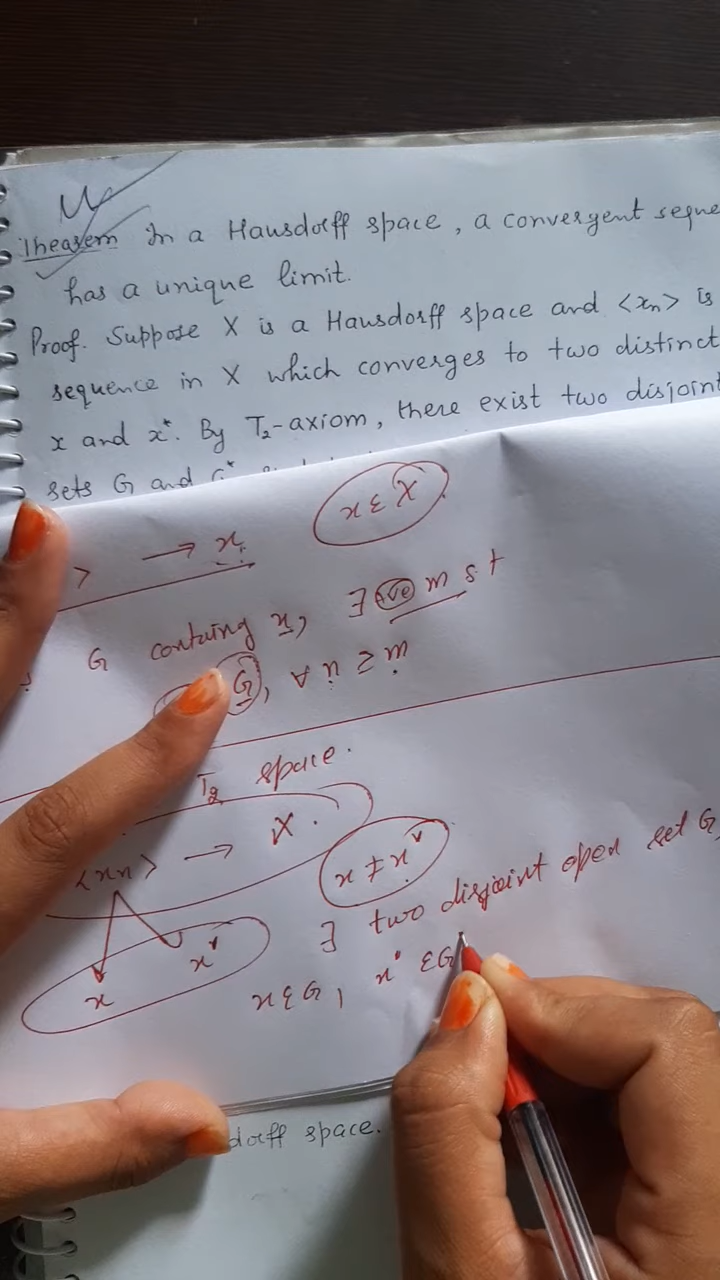 Theorem In a Hausdorff space, a convergent seque
has a unique limit.
Proof. Suppose X is a Hausdorff space and <xn> is
sequence in X which converges to two distinct
x and x*. By T2-axiom, there exist two disjoint
sets G and G*
x ε X
> → x
G containg x, ∃ +ve m s t
G, ∀ n ≥ m
T2 space.
<xn> → X.
x ≠ x*
∃ two disjoint open set G,
x x*
x ε G, x* ε G
dorff space.